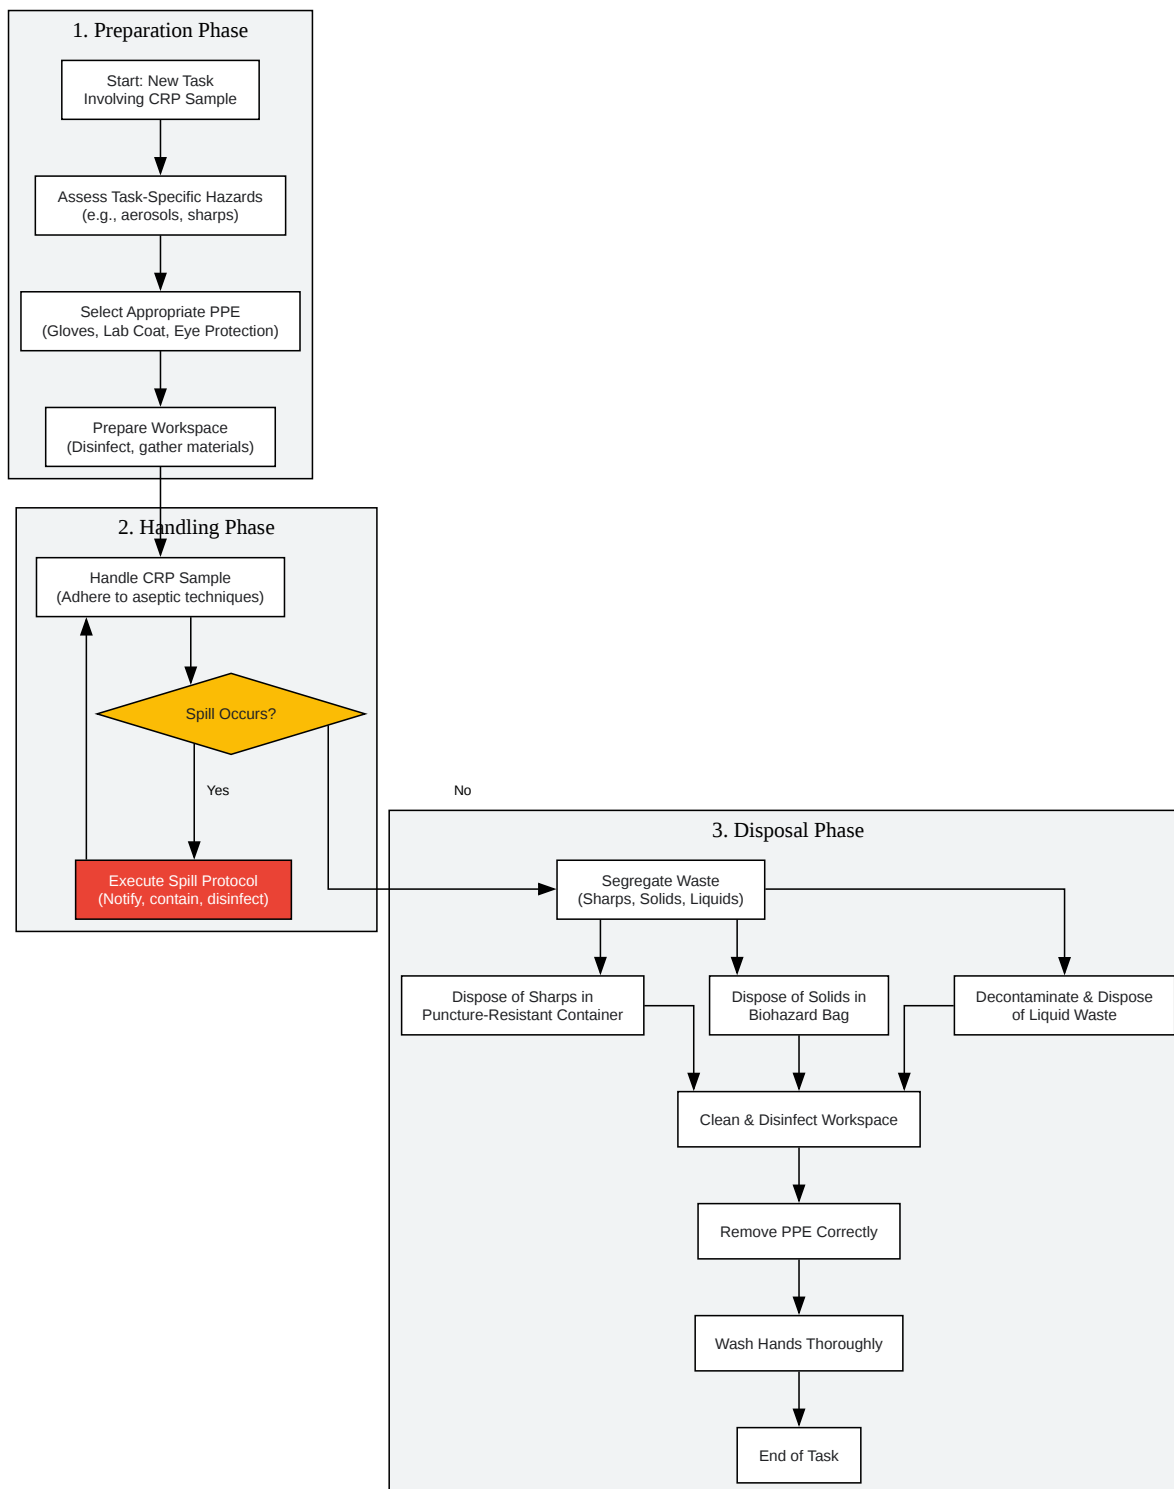 1. Preparation Phase
Start: New Task
Involving CRP Sample
Assess Task-Specific Hazards
(e.g., aerosols, sharps)
Select Appropriate PPE
(Gloves, Lab Coat, Eye Protection)
Prepare Workspace
(Disinfect, gather materials)
2. Handling Phase
Handle CRP Sample
(Adhere to aseptic techniques)
Spill Occurs?
Yes
No
Execute Spill Protocol
(Notify, contain, disinfect)
3. Disposal Phase
Segregate Waste
(Sharps, Solids, Liquids)
Dispose of Sharps in
Puncture-Resistant Container
Dispose of Solids in
Biohazard Bag
Decontaminate & Dispose
of Liquid Waste
Clean & Disinfect Workspace
Remove PPE Correctly
Wash Hands Thoroughly
End of Task